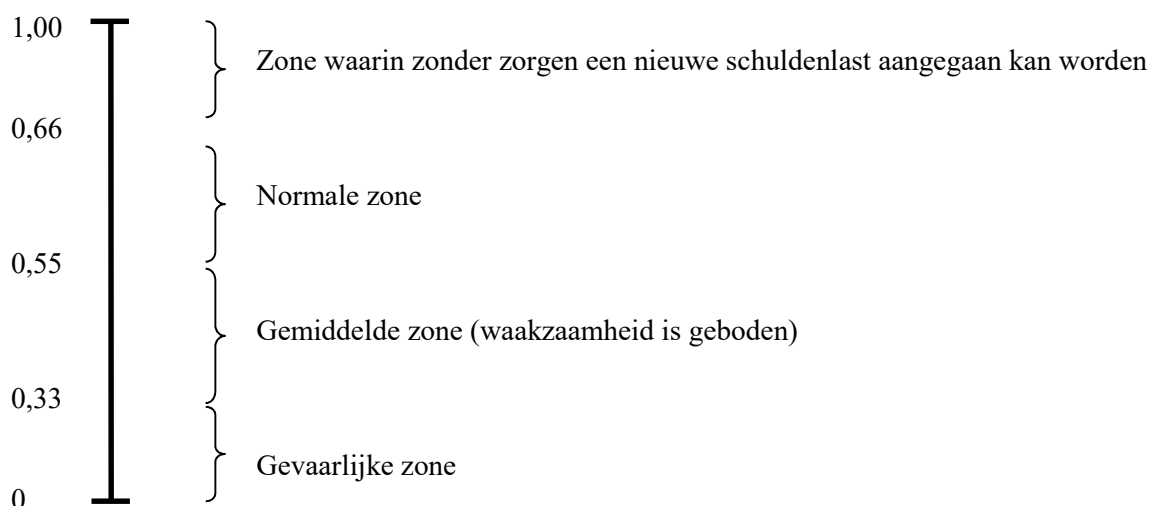 1,00
Zone waarin zonder zorgen een nieuwe schuldenlast aangegaan kan worden
0,66
Normale zone
0,55
Gemiddelde zone (waakzaamheid is geboden)
0,33
Gevaarlijke zone
0